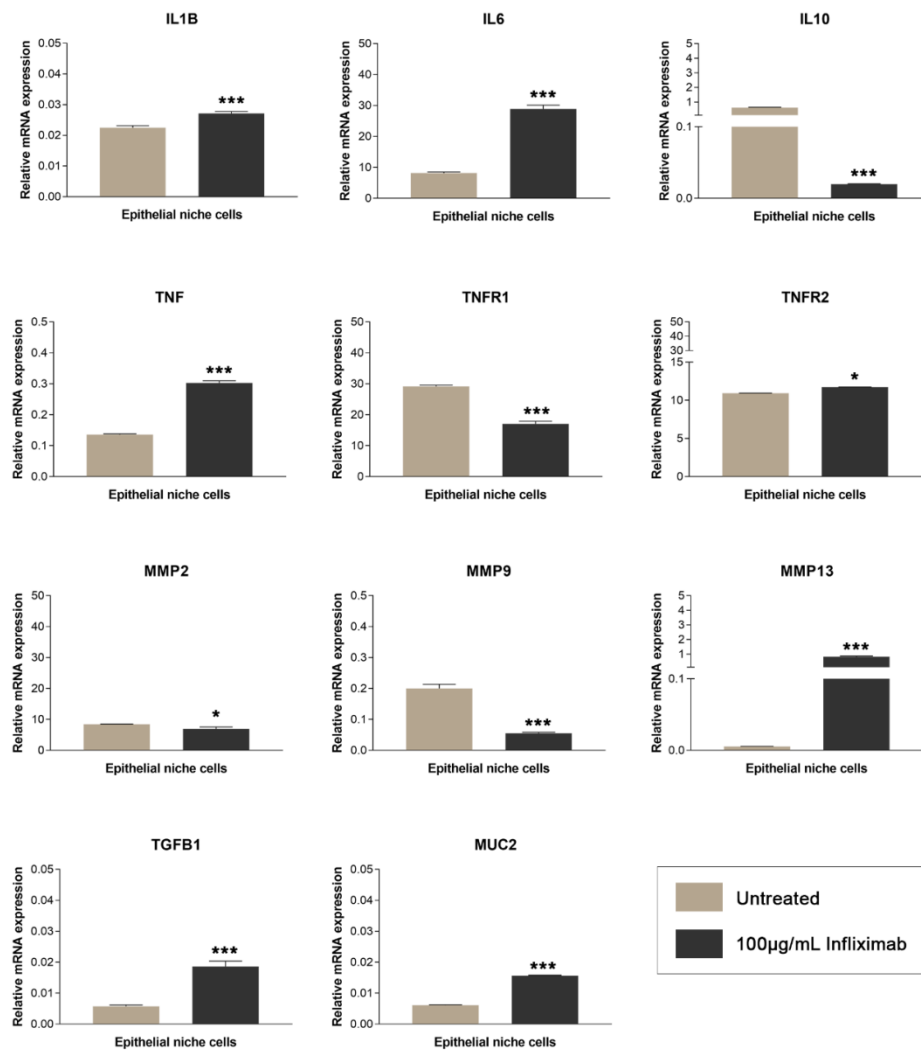 IL1B
Relative mRNA expression
0.05
0.04
0.03
0.02
0.01
0.00
***
Epithelial niche cells
IL6
Relative mRNA expression
50
40
30
20
10
0
***
Epithelial niche cells
IL10
Relative mRNA expression
5
4
3
2
1
0.1
0.0
***
Epithelial niche cells
TNF
Relative mRNA expression
0.5
0.4
0.3
0.2
0.1
0.0
***
Epithelial niche cells
TNFR1
Relative mRNA expression
50
40
30
20
10
0
***
Epithelial niche cells
TNFR2
Relative mRNA expression
50
40
30
15
10
5
0
*
Epithelial niche cells
MMP2
Relative mRNA expression
50
40
30
20
10
0
*
Epithelial niche cells
MMP9
Relative mRNA expression
0.5
0.4
0.3
0.2
0.1
0.0
***
Epithelial niche cells
MMP13
Relative mRNA expression
5
4
3
2
1
0.1
0.0
***
Epithelial niche cells
TGFB1
Relative mRNA expression
0.05
0.04
0.03
0.02
0.01
0.00
***
Epithelial niche cells
MUC2
Relative mRNA expression
0.05
0.04
0.03
0.02
0.01
0.00
***
Epithelial niche cells
Untreated
100µg/mL Infliximab